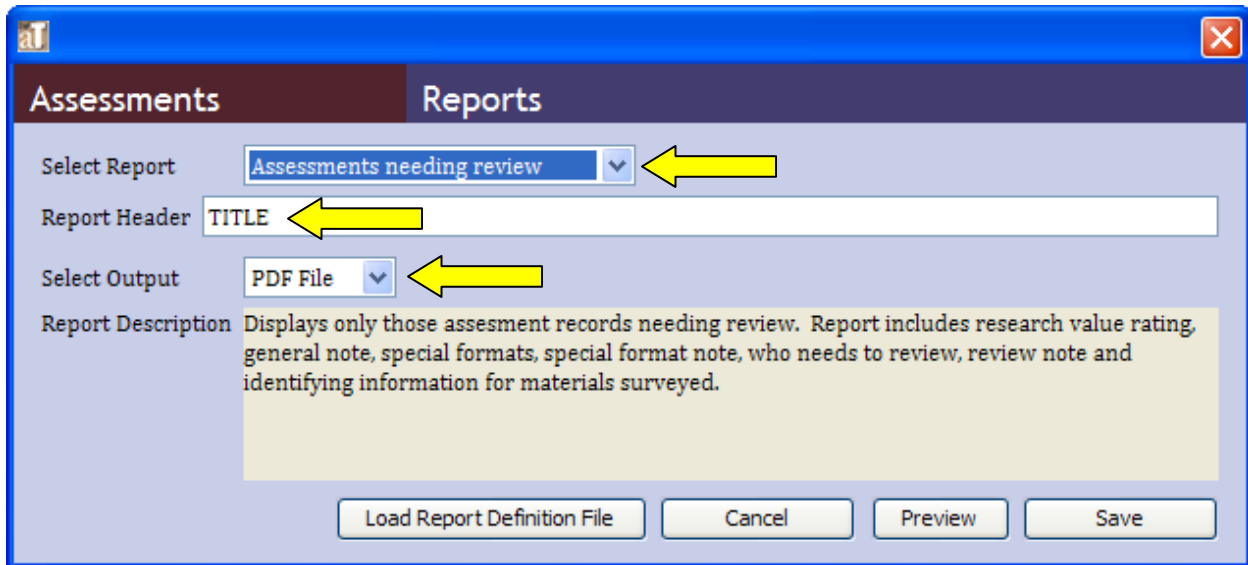 aT
Assessments Reports
Select Report Assessments needing review
Report Header TITLE
Select Output PDF File
Report Description Displays only those assesment records needing review. Report includes research value rating,
general note, special formats, special format note, who needs to review, review note and
identifying information for materials surveyed.
Load Report Definition File Cancel Preview Save